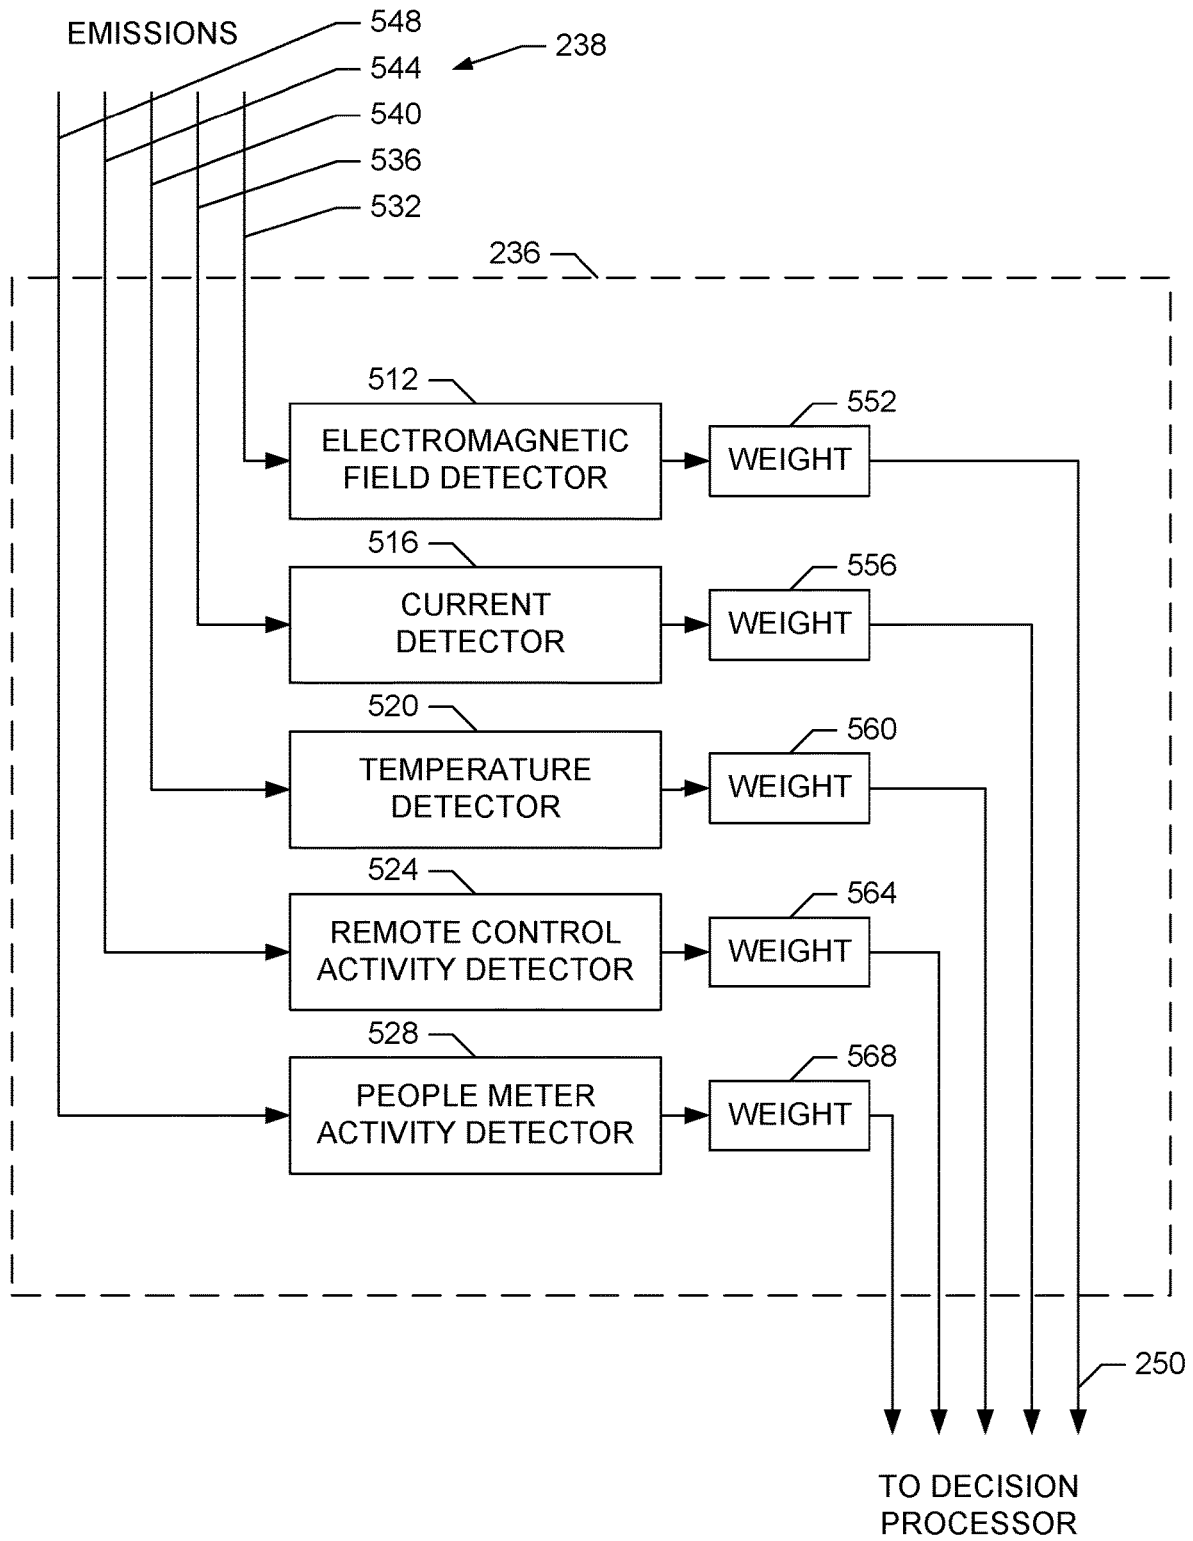 EMISSIONS
548
544
238
540
536
532
236
512
552
ELECTROMAGNETIC
FIELD DETECTOR
WEIGHT
516
556
CURRENT
DETECTOR
WEIGHT
520
560
TEMPERATURE
DETECTOR
WEIGHT
524
564
REMOTE CONTROL
ACTIVITY DETECTOR
WEIGHT
528
568
PEOPLE METER
ACTIVITY DETECTOR
WEIGHT
250
TO DECISION
PROCESSOR